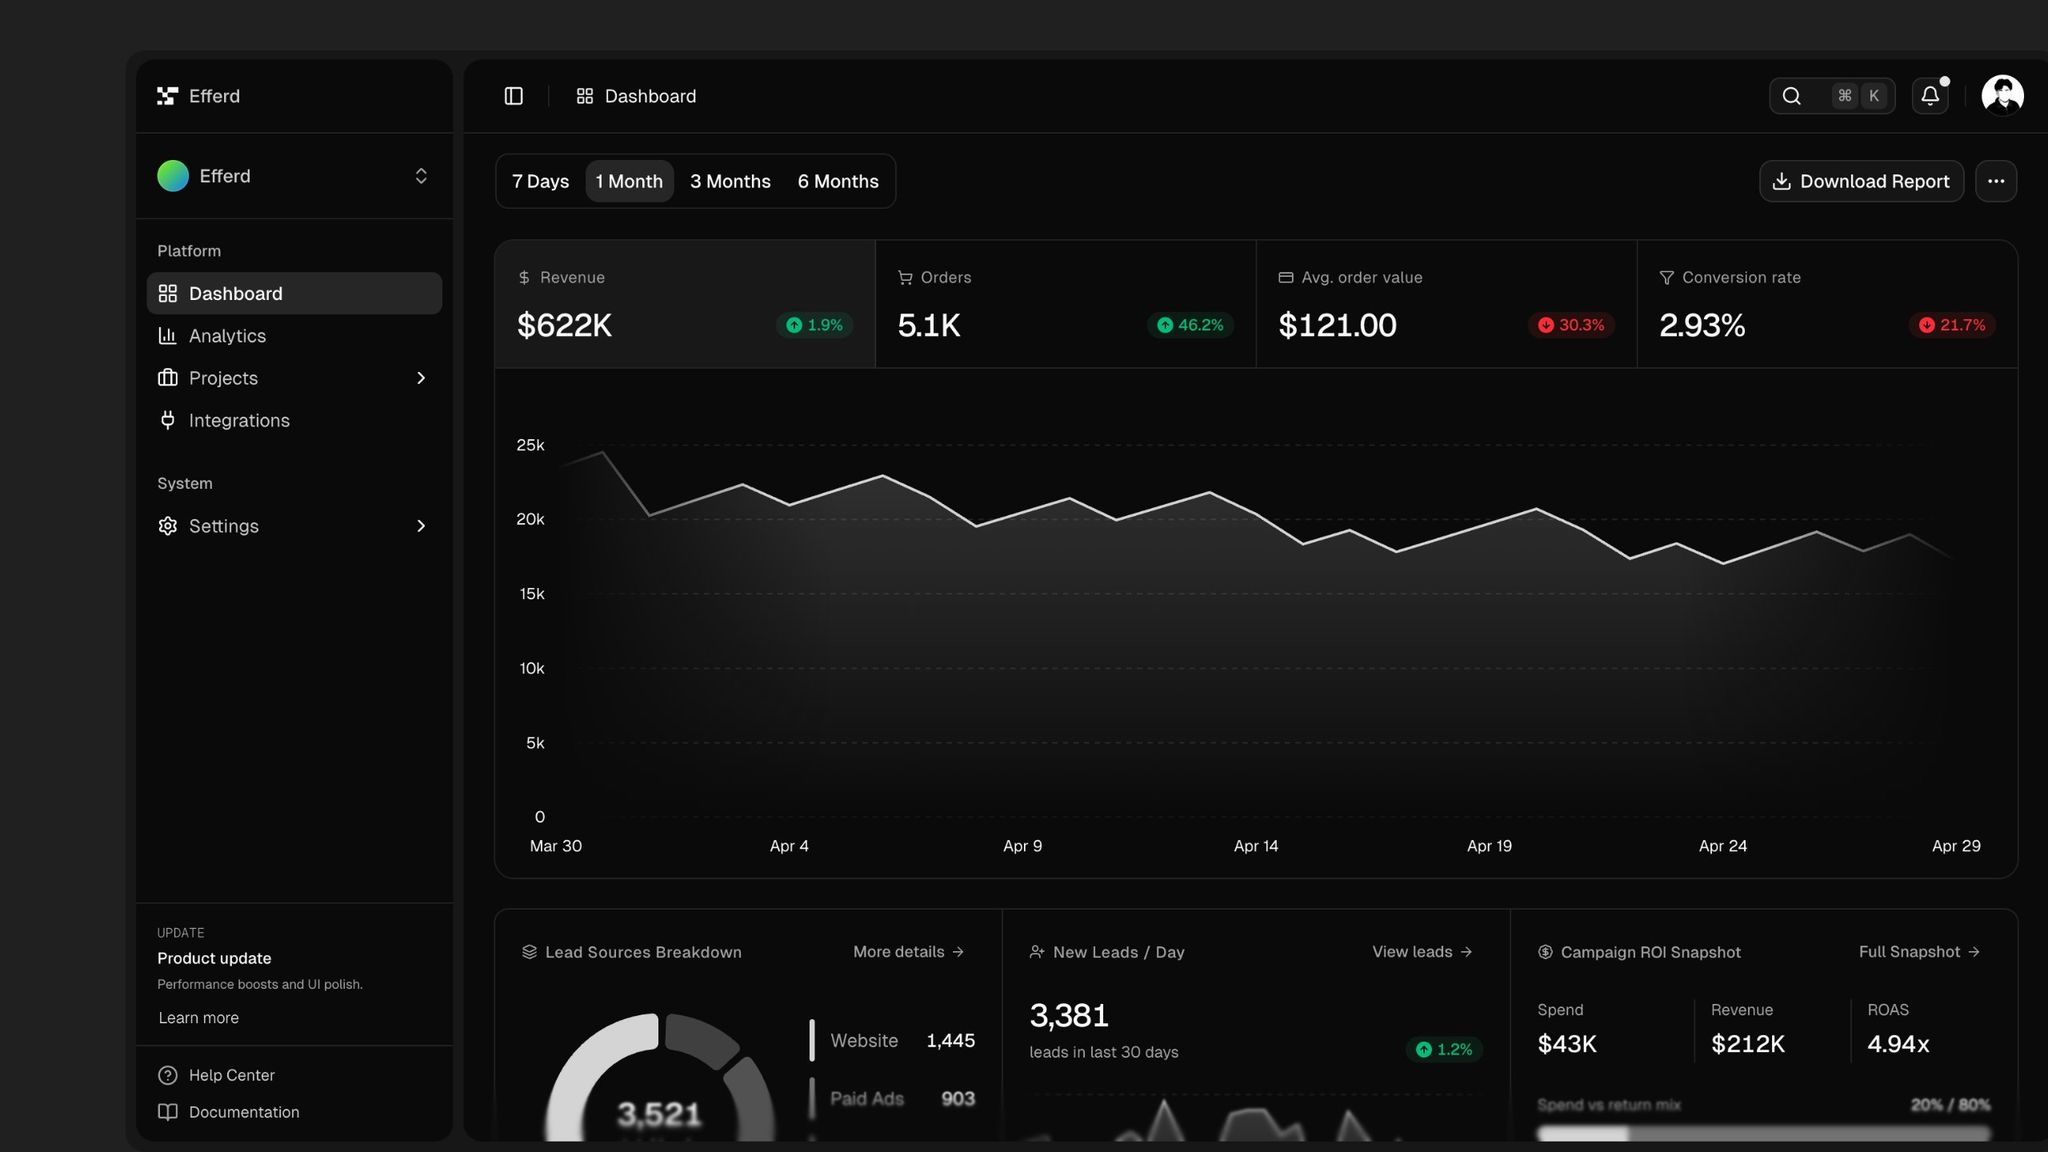 Efferd
Efferd
Platform
Dashboard
Analytics
Projects
Integrations
System
Settings
UPDATE
Product update
Performance boosts and UI polish.
Learn more
Help Center
Documentation
Dashboard
⌘ K
7 Days 1 Month 3 Months 6 Months
Download Report
Revenue
$622K 1.9%
Orders
5.1K 46.2%
Avg. order value
$121.00 30.3%
Conversion rate
2.93% 21.7%
25k
20k
15k
10k
5k
0
Mar 30 Apr 4 Apr 9 Apr 14 Apr 19 Apr 24 Apr 29
Lead Sources Breakdown More details →
3,521
Website 1,445
Paid Ads 903
New Leads / Day View leads →
3,381
leads in last 30 days 1.2%
Campaign ROI Snapshot Full Snapshot →
Spend Revenue ROAS
$43K $212K 4.94x
Spend vs return mix 20% / 80%